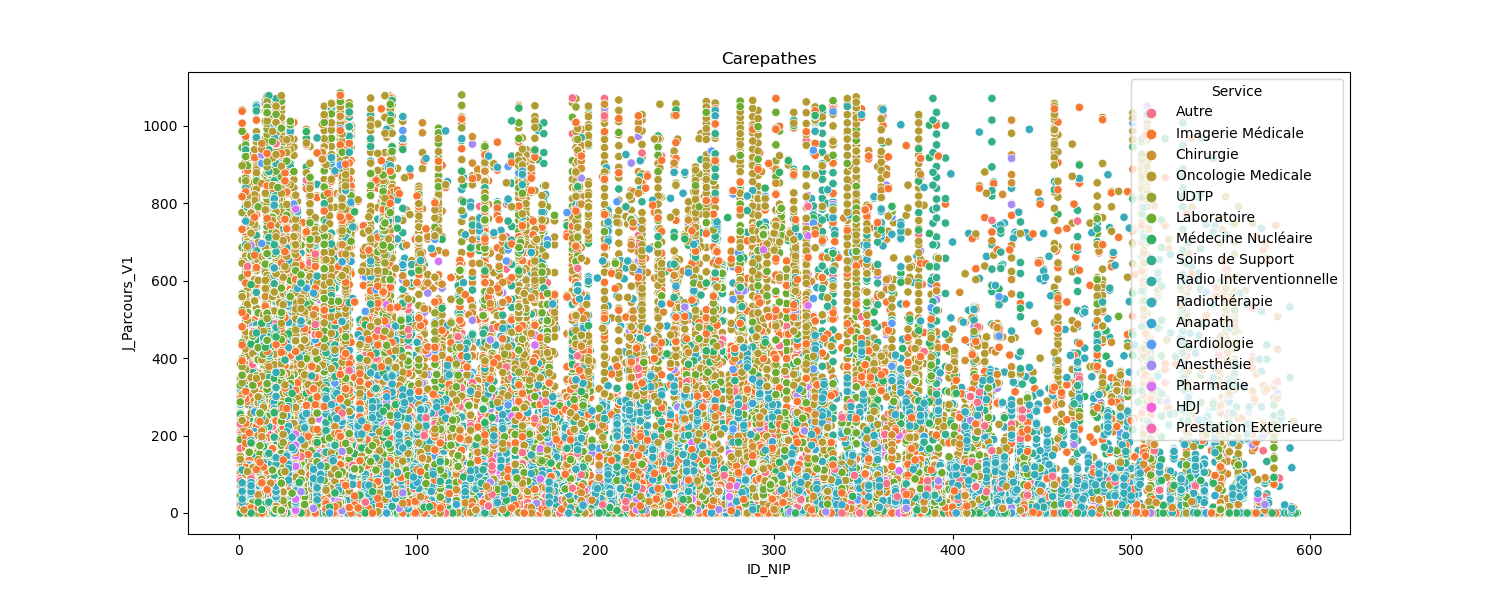 Carepathes
J_Parcours_V1
1000
800
600
400
200
0
0 100 200 300 400 500 600
ID_NIP
Service
Autre
Imagerie Médicale
Chirurgie
Oncologie Medicale
UDTP
Laboratoire
Médecine Nucléaire
Soins de Support
Radio Interventionnelle
Radiothérapie
Anapath
Cardiologie
Anesthésie
Pharmacie
HDJ
Prestation Exterieure